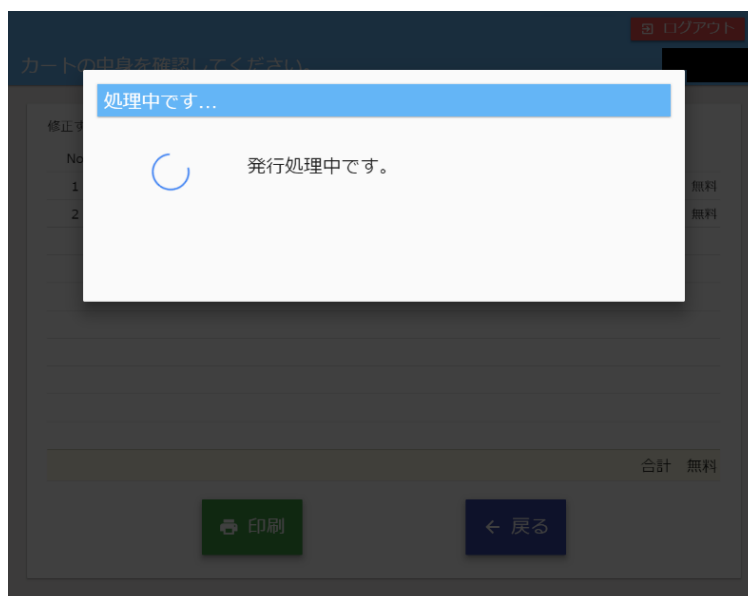 ログアウト
カートの中身を確認してください。
処理中です...
修正す
発行処理中です。
No
1 無料
2 無料
合計 無料
印刷
戻る